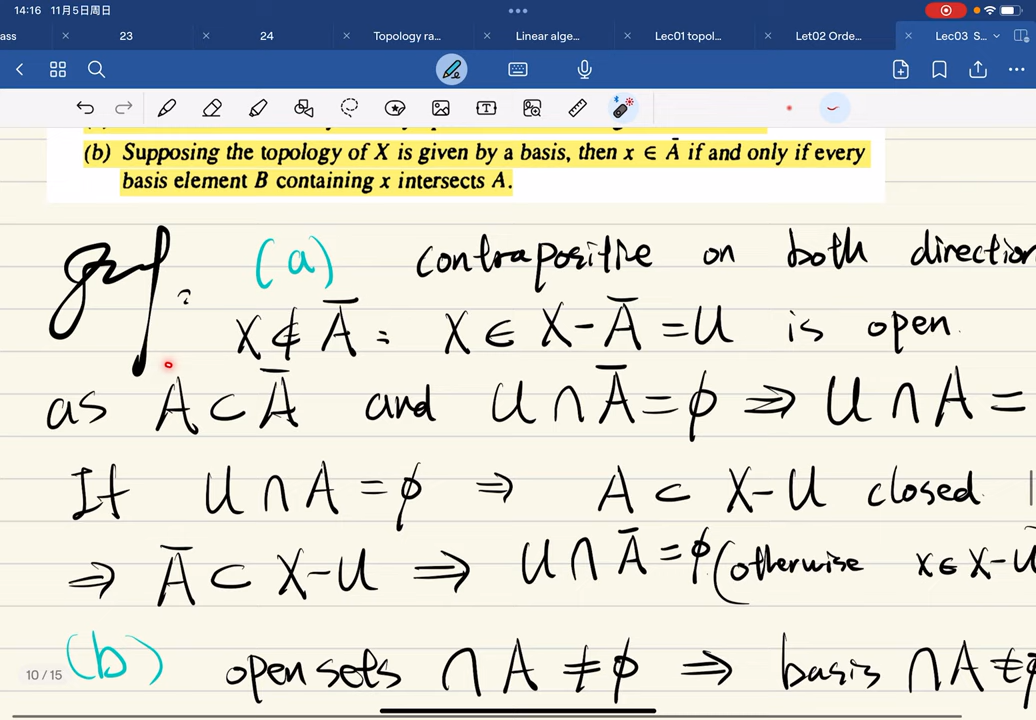 14:16 11月5日周日
ass 23 24 Topology ra... Linear alge... Lec01 topol... Let02 Orde... Lec03 S...
(b) Supposing the topology of X is given by a basis, then x ∈ Ā if and only if every
basis element B containing x intersects A.
(a) contrapositive on both direction
x ∉ Ā : x ∈ X - Ā = U is open.
as A ⊂ Ā and U ∩ Ā = ϕ ⇒ U ∩ A =
If U ∩ A = ϕ ⇒ A ⊂ X-U closed
⇒ Ā ⊂ X-U ⇒ U ∩ Ā = ϕ (otherwise x ∈ X-U
(b) open sets ∩ A ≠ ϕ ⇒ basis ∩ A ≠ ϕ
10 / 15